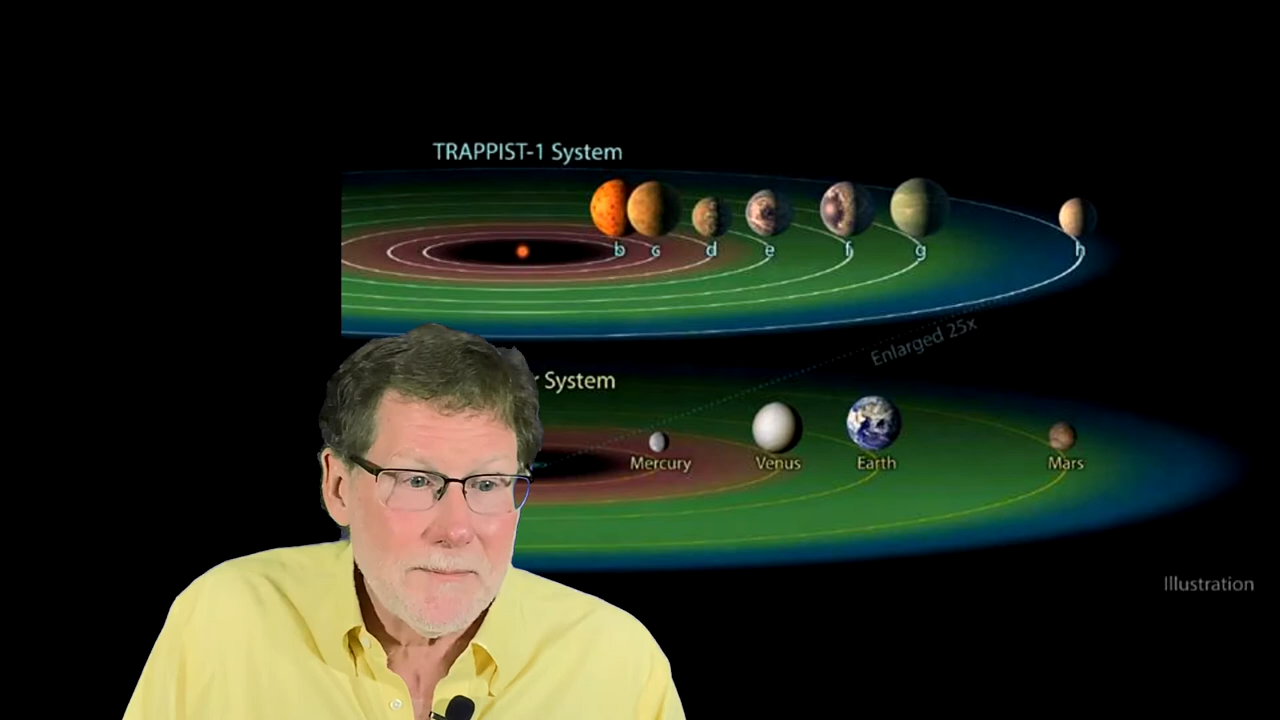 TRAPPIST-1 System
b c d e f g h
Enlarged 25x
r System
Mercury Venus Earth Mars
Illustration